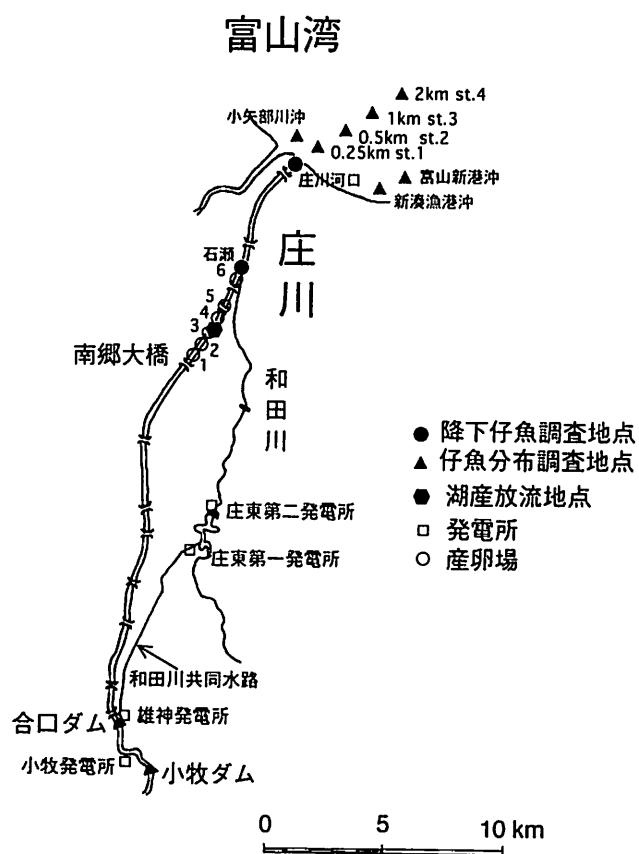 富山湾
2km st.4
1km st.3
小矢部川沖
0.5km st.2
0.25km st.1
庄川河口
富山新港沖
新湊漁港沖
石瀬
6
庄川
5
4
3
2
1
南郷大橋
和田川
降下仔魚調査地点
仔魚分布調査地点
湖産放流地点
発電所
産卵場
庄東第二発電所
庄東第一発電所
和田川共同水路
雄神発電所
合口ダム
小牧発電所
小牧ダム
0 5 10 km